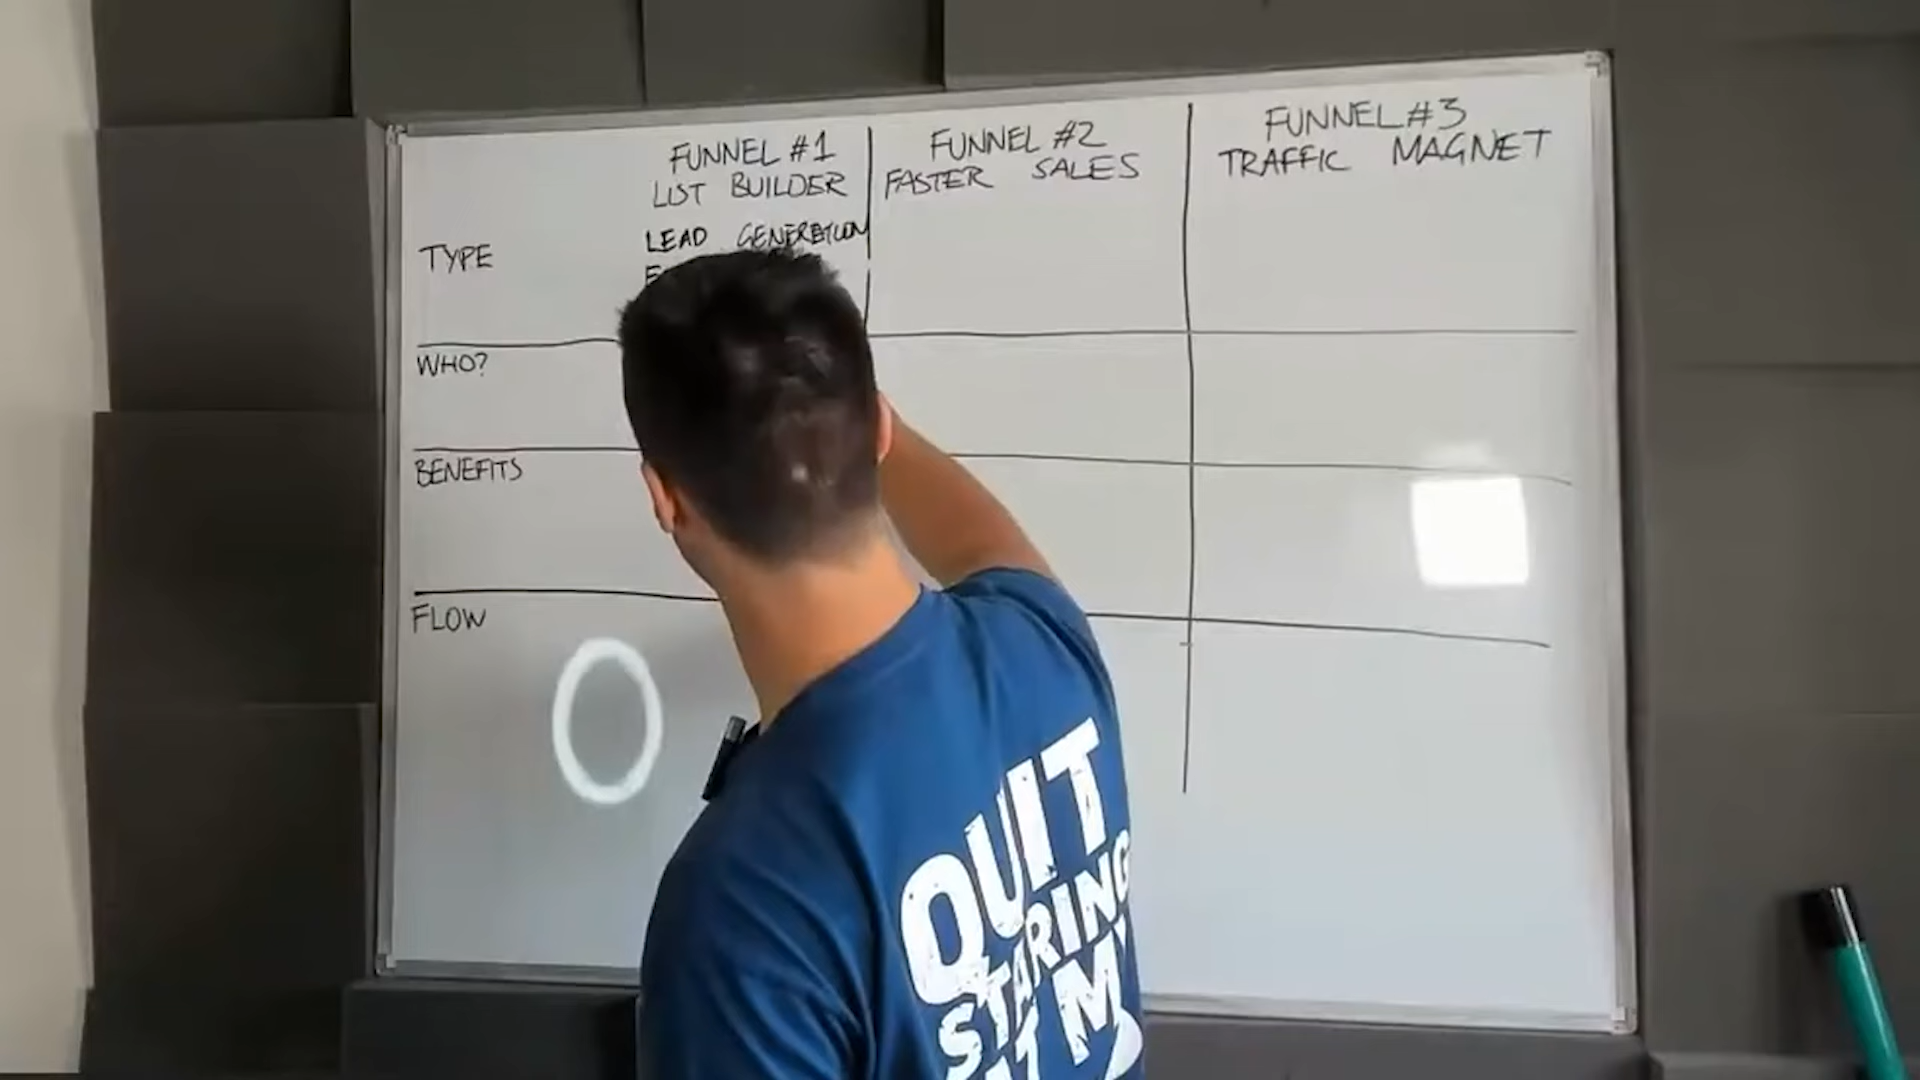 FUNNEL #1
LIST BUILDER
FUNNEL #2
FASTER SALES
FUNNEL #3
TRAFFIC MAGNET
TYPE
LEAD GENERATION
WHO?
BENEFITS
FLOW
QUIT
STARING
AT